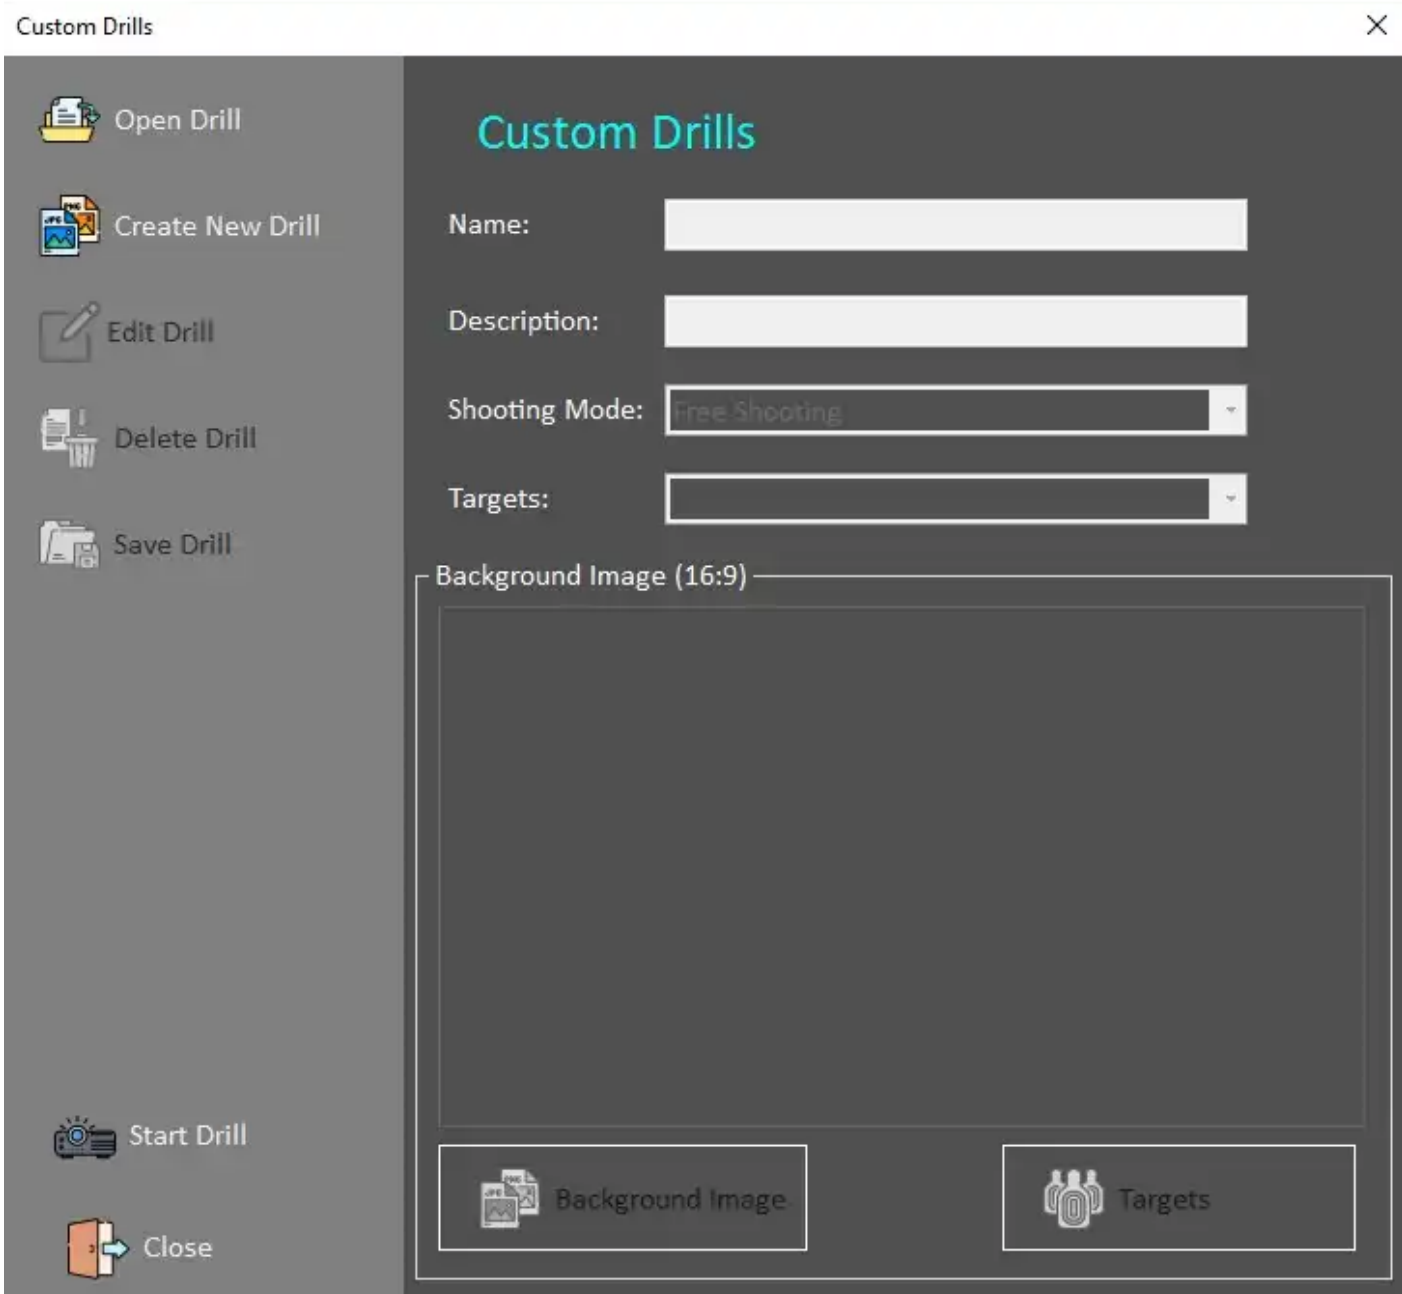 Custom Drills
Open Drill
Create New Drill
Edit Drill
Delete Drill
Save Drill
Start Drill
Close
Custom Drills
Name:
Description:
Shooting Mode: Free Shooting
Targets:
Background Image (16:9)
Background Image
Targets